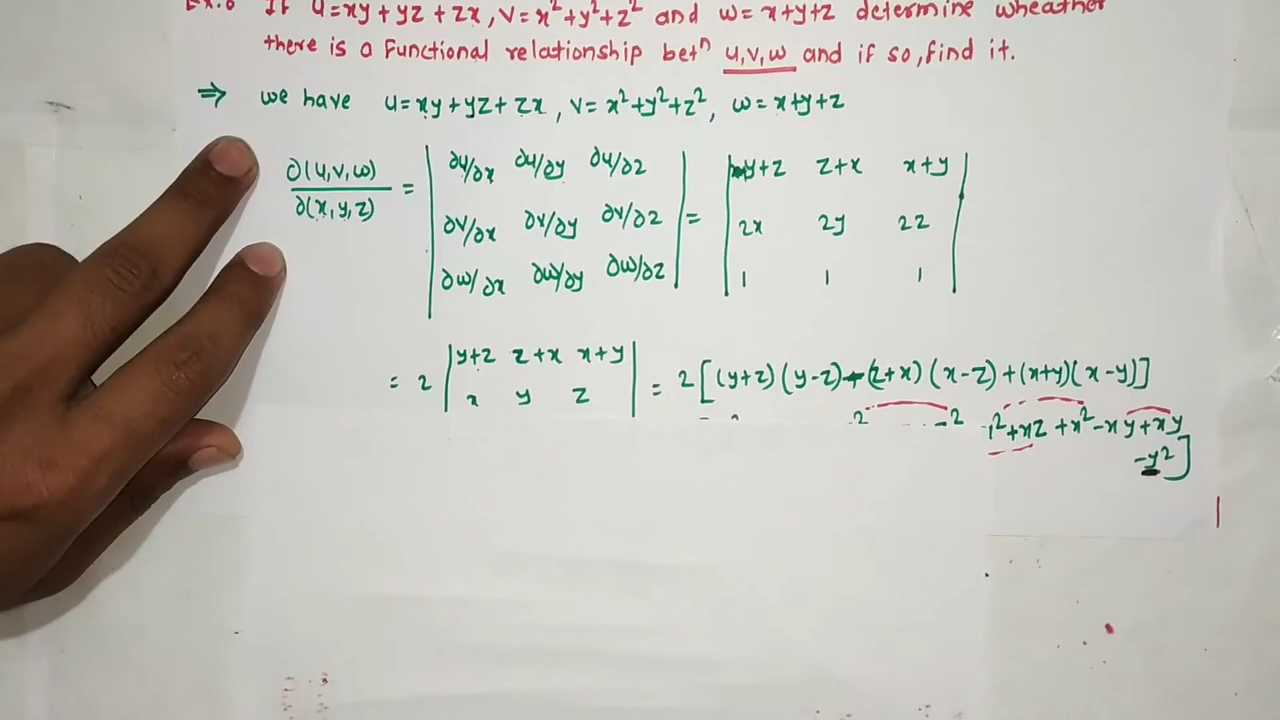 Ex.6 If u=xy+yz+zx, v=x²+y²+z² and w=x+y+z determine wheather
there is a Functional relationship betⁿ u,v,w and if so,find it.
⇒ we have u=xy+yz+zx, v=x²+y²+z², w=x+y+z
∂(u,v,w)/∂(x,y,z) = | ∂u/∂x ∂u/∂y ∂u/∂z | = | y+z z+x x+y |
| ∂v/∂x ∂v/∂y ∂v/∂z | | 2x 2y 2z |
| ∂w/∂x ∂w/∂y ∂w/∂z | | 1 1 1 |
= 2 | y+z z+x x+y | = 2[(y+z)(y-z)-(z+x)(x-z)+(x+y)(x-y)]
| x y z |
+xz+x²-xy+xy
-y²]